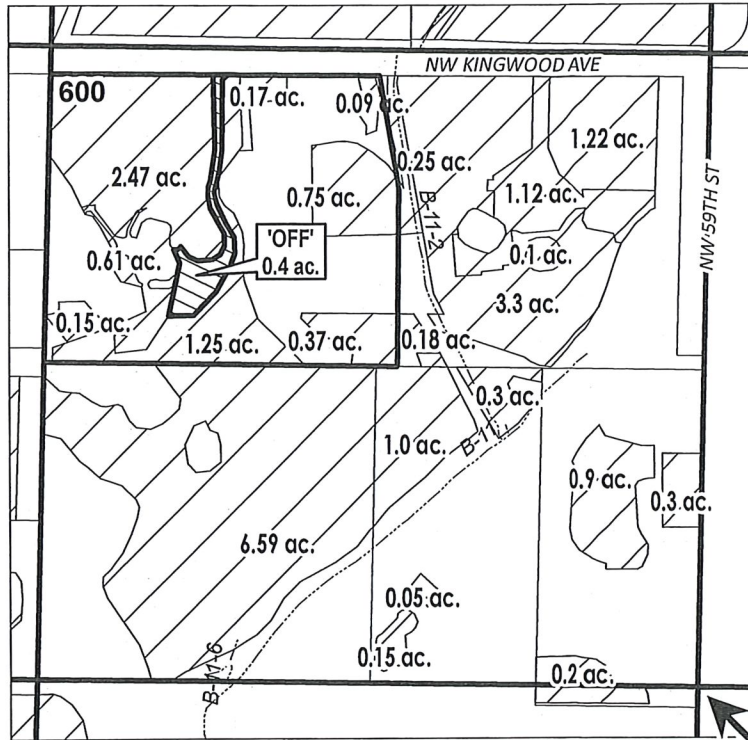 NW KINGWOOD AVE
600
0.17 ac.
0.09 ac.
1.22 ac.
2.47 ac.
0.25 ac.
0.75 ac.
1.12 ac.
B-11-2
NW 59TH ST
'OFF'
0.4 ac.
0.61 ac.
0.1 ac.
3.3 ac.
0.15 ac.
1.25 ac.
0.37 ac.
0.18 ac.
0.3 ac.
1.0 ac.
0.9 ac.
0.3 ac.
6.59 ac.
0.05 ac.
0.15 ac.
B-11-6
0.2 ac.